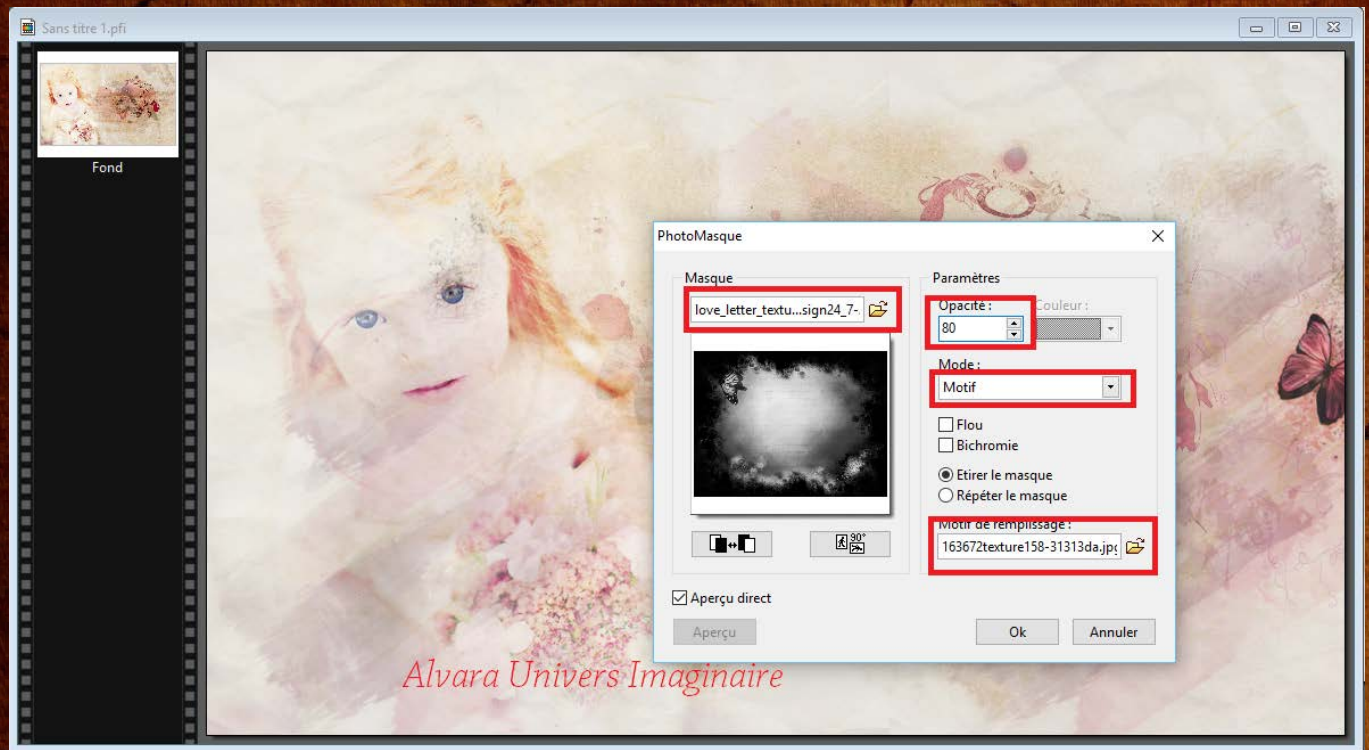 Sans titre 1.pfi
Fond
PhotoMasque
Masque
love_letter_textu...sign24_7-.
Paramètres
Opacité :
Couleur :
80
Mode :
Motif
Flou
Bichromie
Etirer le masque
Répéter le masque
90°
Motif de remplissage :
163672texture158-31313da.jpg
Aperçu direct
Aperçu
Ok
Annuler
Alvara Univers Imaginaire